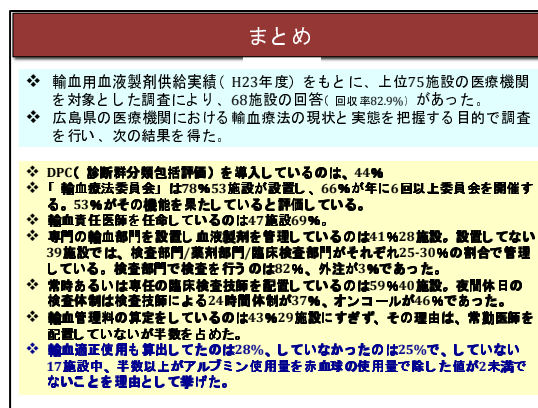 まとめ
❖ 輸血用血液製剤供給実績( H23年度) をもとに、上位75施設の医療機関
を対象とした調査により、68施設の回答( 回収率82.9%) があった。
❖ 広島県の医療機関における輸血療法の現状と実態を把握する目的で調査
を行い、次の結果を得た。
❖ DPC( 診断群分類包括評価) を導入しているのは、44%
❖ 「 輸血療法委員会」は78%53施設が設置し、66%が年に6回以上委員会を開催す
る。53%がその機能を果たしていると評価している。
❖ 輸血責任医師を任命しているのは47施設69%。
❖ 専門の輸血部門を設置し血液製剤を管理しているのは41%28施設。設置してない
39施設では、検査部門/薬剤部門/臨床検査部門がそれぞれ25-30%の割合で管理
している。検査部門で検査を行うのは82%、外注が3%であった。
❖ 常時あるいは専任の臨床検査技師を配置しているのは59%40施設。夜間休日の
検査体制は検査技師による24時間体制が37%、オンコールが46%であった。
❖ 輸血管理料の算定をしているのは43%29施設にすぎず、その理由は、常勤医師を
配置していないが半数を占めた。
❖ 輸血適正使用も算出してたのは28%、していなかったのは25%で、していない
17施設中、半数以上がアルブミン使用量を赤血球の使用量で除した値が2未満で
ないことを理由として挙げた。